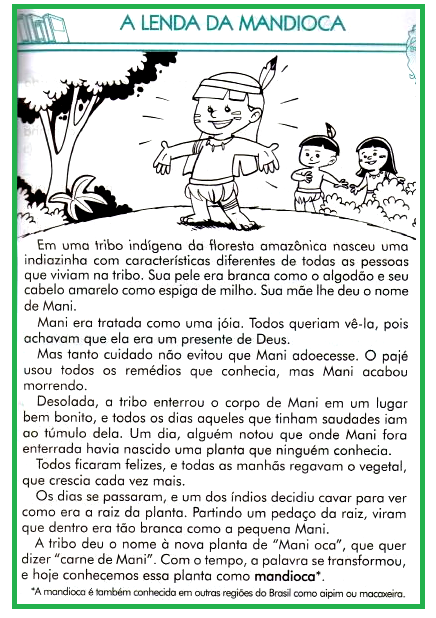 A LENDA DA MANDIOCA
Em uma tribo indígena da floresta amazônica nasceu uma
indiazinha com características diferentes de todas as pessoas
que viviam na tribo. Sua pele era branca como o algodão e seu
cabelo amarelo como espiga de milho. Sua mãe lhe deu o nome
de Mani.
Mani era tratada como uma jóia. Todos queriam vê-la, pois
achavam que ela era um presente de Deus.
Mas tanto cuidado não evitou que Mani adoecesse. O pajé
usou todos os remédios que conhecia, mas Mani acabou
morrendo.
Desolada, a tribo enterrou o corpo de Mani em um lugar
bem bonito, e todos os dias aqueles que tinham saudades iam
ao túmulo dela. Um dia, alguém notou que onde Mani fora
enterrada havia nascido uma planta que ninguém conhecia.
Todos ficaram felizes, e todas as manhãs regavam o vegetal,
que crescia cada vez mais.
Os dias se passaram, e um dos índios decidiu cavar para ver
como era a raiz da planta. Partindo um pedaço da raiz, viram
que dentro era tão branca como a pequena Mani.
A tribo deu o nome à nova planta de “Mani oca”, que quer
dizer “carne de Mani”. Com o tempo, a palavra se transformou,
e hoje conhecemos essa planta como mandioca*.
*A mandioca é também conhecida em outras regiões do Brasil como aipim ou macaxeira.